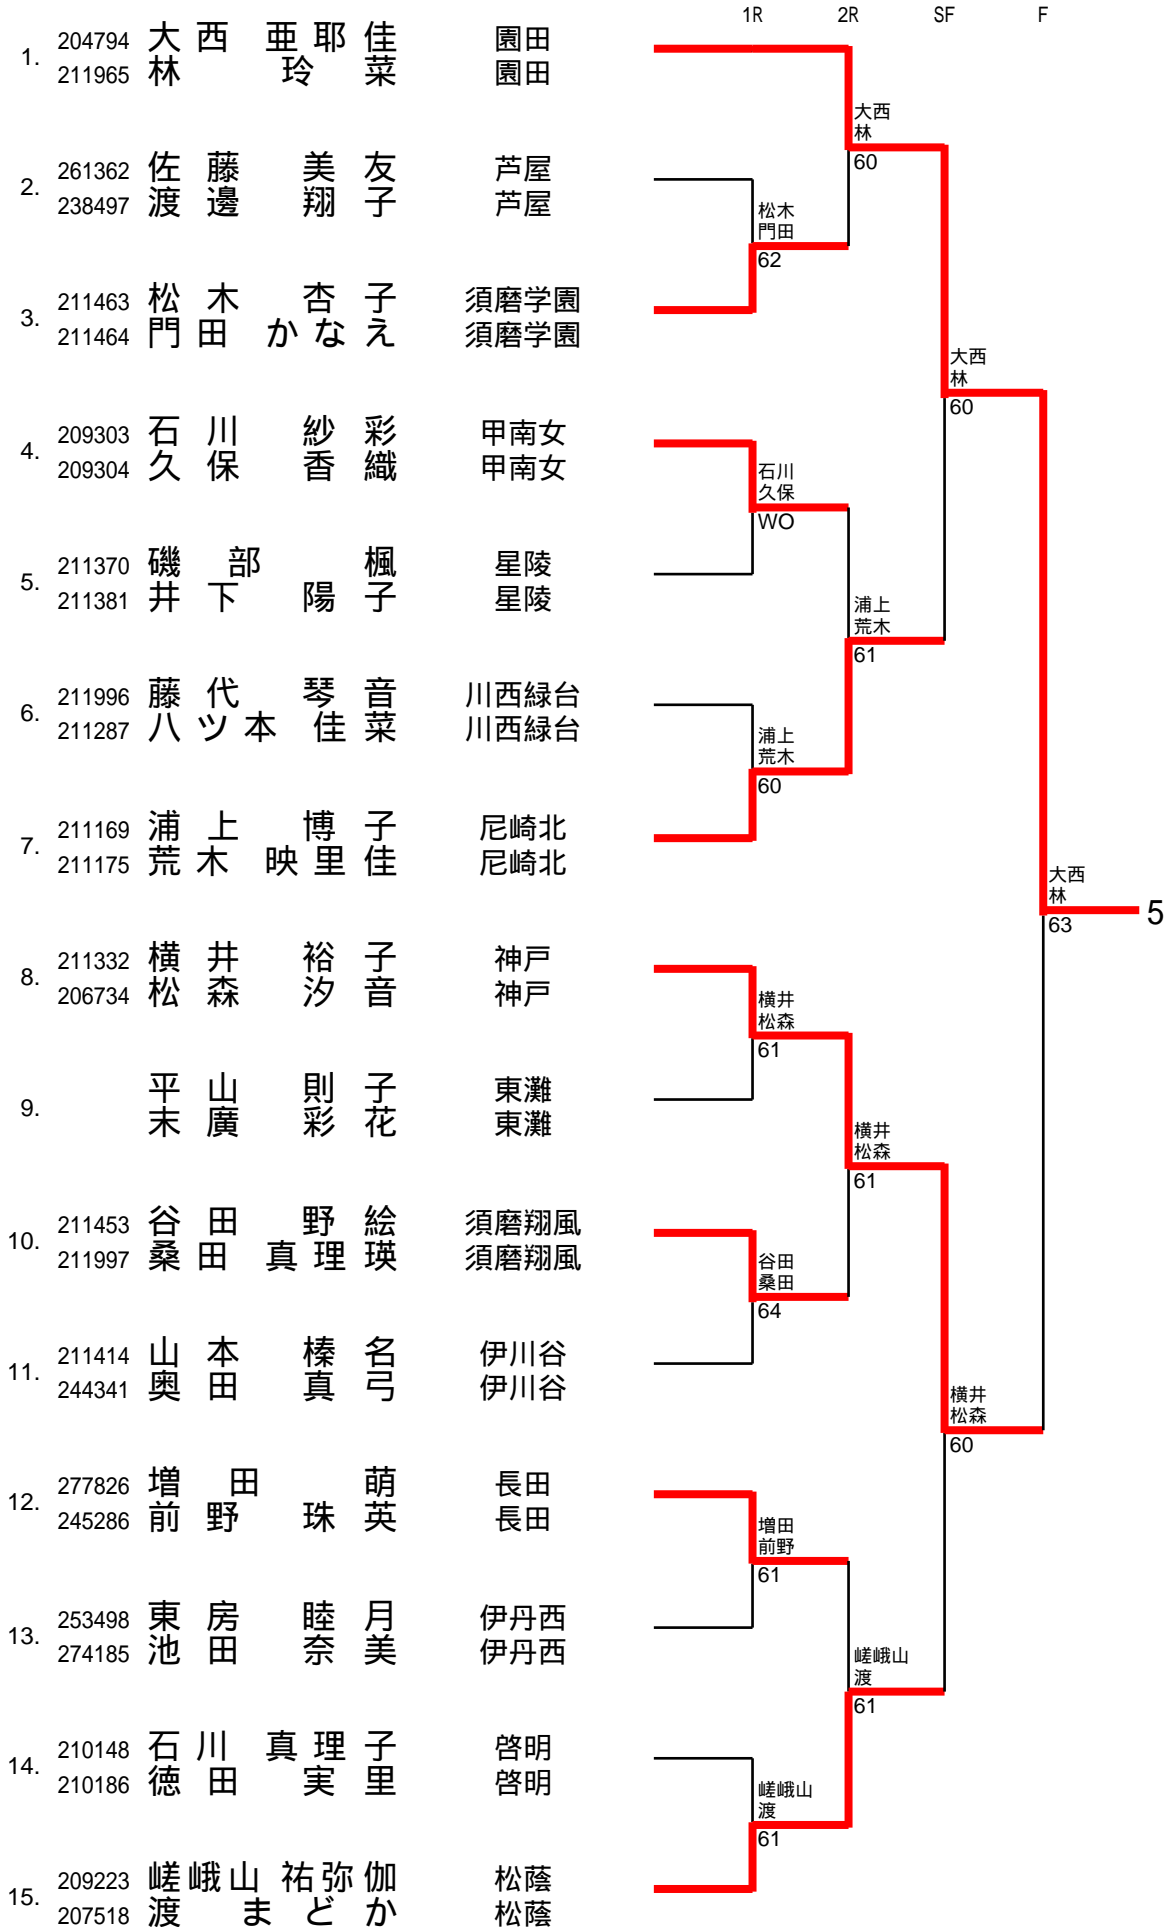 1R 2R SF F
1. 204794 大西 亜耶佳 園田
211965 林 玲菜 園田
2. 261362 佐藤 美友 芦屋
238497 渡邊 翔子 芦屋
3. 211463 松木 杏子 須磨学園
211464 門田 かなえ 須磨学園
4. 209303 石川 紗彩 甲南女
209304 久保 香織 甲南女
5. 211370 磯部 楓 星陵
211381 井下 陽子 星陵
6. 211996 藤代 琴音 川西緑台
211287 八ツ本 佳菜 川西緑台
7. 211169 浦上 博子 尼崎北
211175 荒木 映里佳 尼崎北
8. 211332 横井 裕子 神戸
206734 松森 汐音 神戸
9. 平山 則子 東灘
末廣 彩花 東灘
10. 211453 谷田 野絵 須磨翔風
211997 桑田 真理瑛 須磨翔風
11. 211414 山本 榛名 伊川谷
244341 奥田 真弓 伊川谷
12. 277826 増田 萌 長田
245286 前野 珠英 長田
13. 253498 東房 睦月 伊丹西
274185 池田 奈美 伊丹西
14. 210148 石川 真理子 啓明
210186 徳田 実里 啓明
15. 209223 嵯峨山 祐弥伽 松蔭
207518 渡 まどか 松蔭
松木
門田
62
石川
久保
WO
浦上
荒木
60
横井
松森
61
谷田
桑田
64
増田
前野
61
嵯峨山
渡
61
大西
林
60
浦上
荒木
61
横井
松森
61
嵯峨山
渡
61
大西
林
60
横井
松森
60
大西
林
63
5